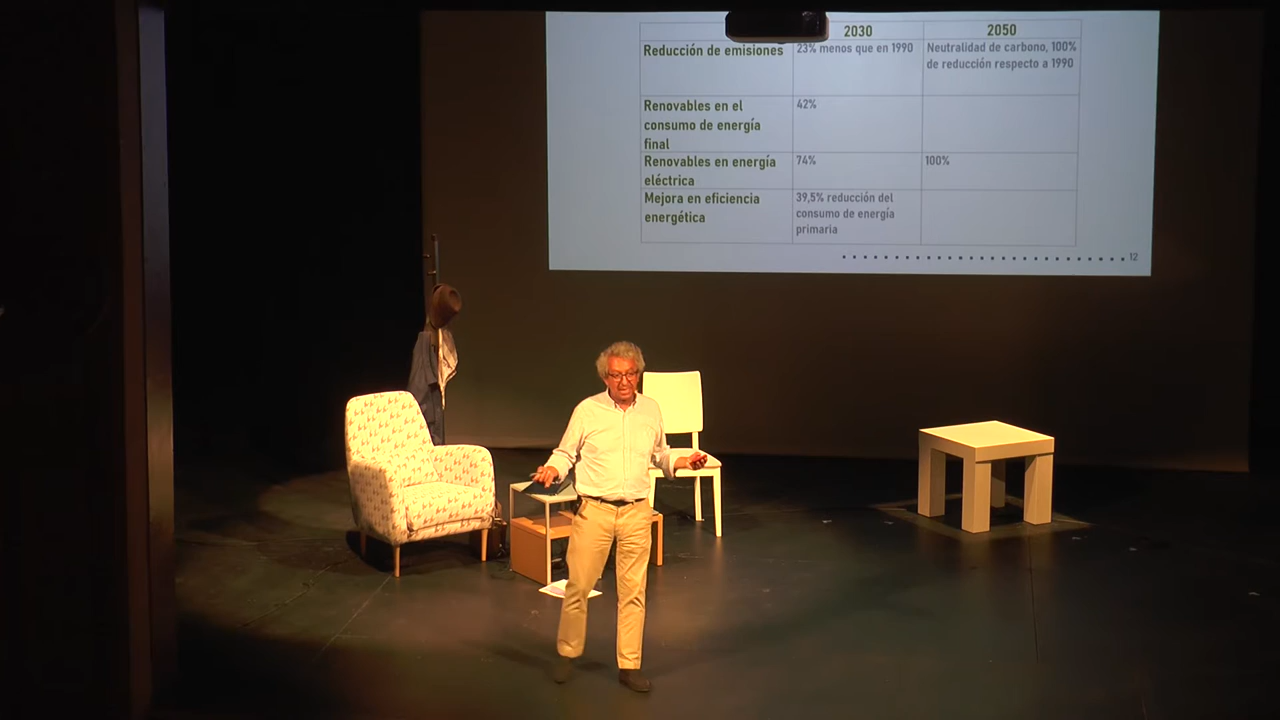 2030
2050
Reducción de emisiones
23% menos que en 1990
Neutralidad de carbono, 100%
de reducción respecto a 1990
Renovables en el
consumo de energía
final
42%
Renovables en energía
eléctrica
74%
100%
Mejora en eficiencia
energética
39,5% reducción del
consumo de energía
primaria
12